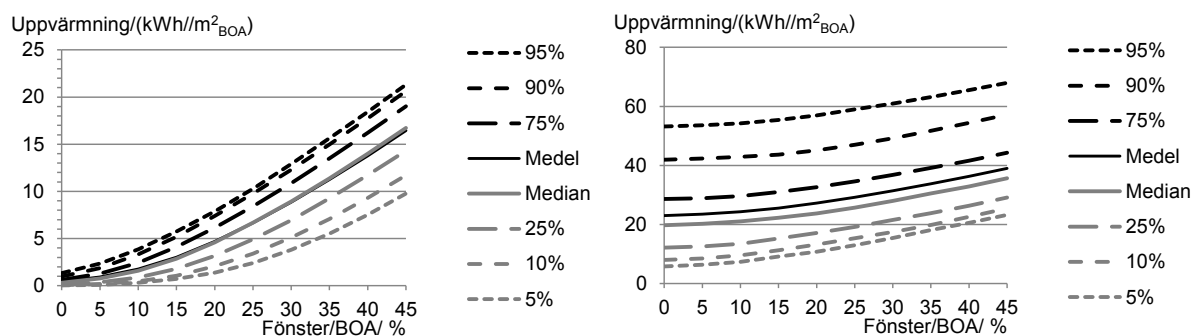 Uppvärmning/(kWh//m²BOA)
25
20
15
10
5
0
0 5 10 15 20 25 30 35 40 45
Fönster/BOA/ %
95%
90%
75%
Medel
Median
25%
10%
5%
Uppvärmning/(kWh//m²BOA)
80
60
40
20
0
0 5 10 15 20 25 30 35 40 45
Fönster/BOA/ %
95%
90%
75%
Medel
Median
25%
10%
5%